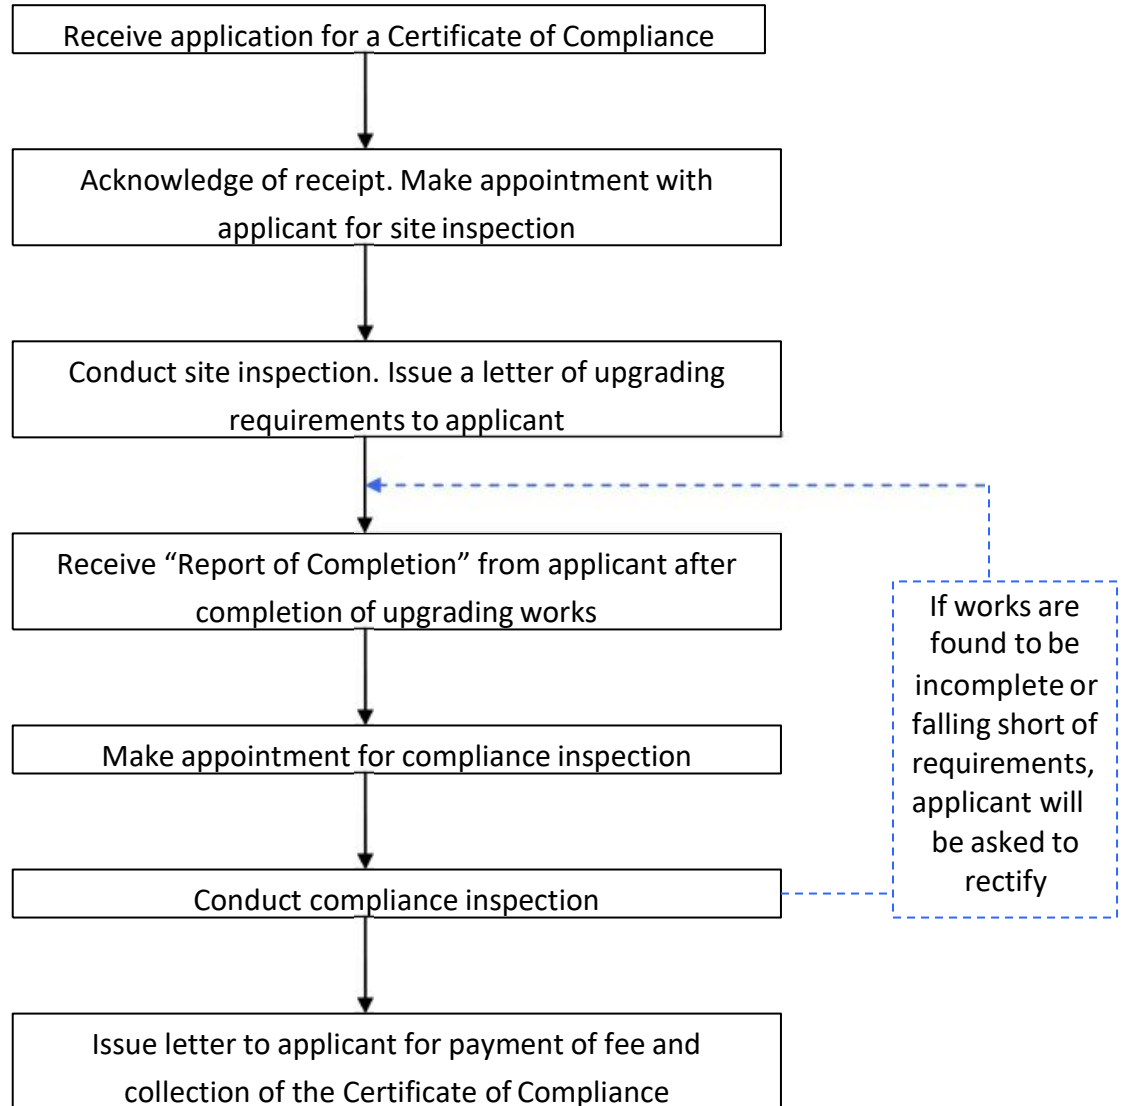 Receive application for a Certificate of Compliance
Acknowledge of receipt. Make appointment with
applicant for site inspection
Conduct site inspection. Issue a letter of upgrading
requirements to applicant
Receive “Report of Completion” from applicant after
completion of upgrading works
Make appointment for compliance inspection
Conduct compliance inspection
If works are
found to be
incomplete or
falling short of
requirements,
applicant will
be asked to
rectify
Issue letter to applicant for payment of fee and
collection of the Certificate of Compliance